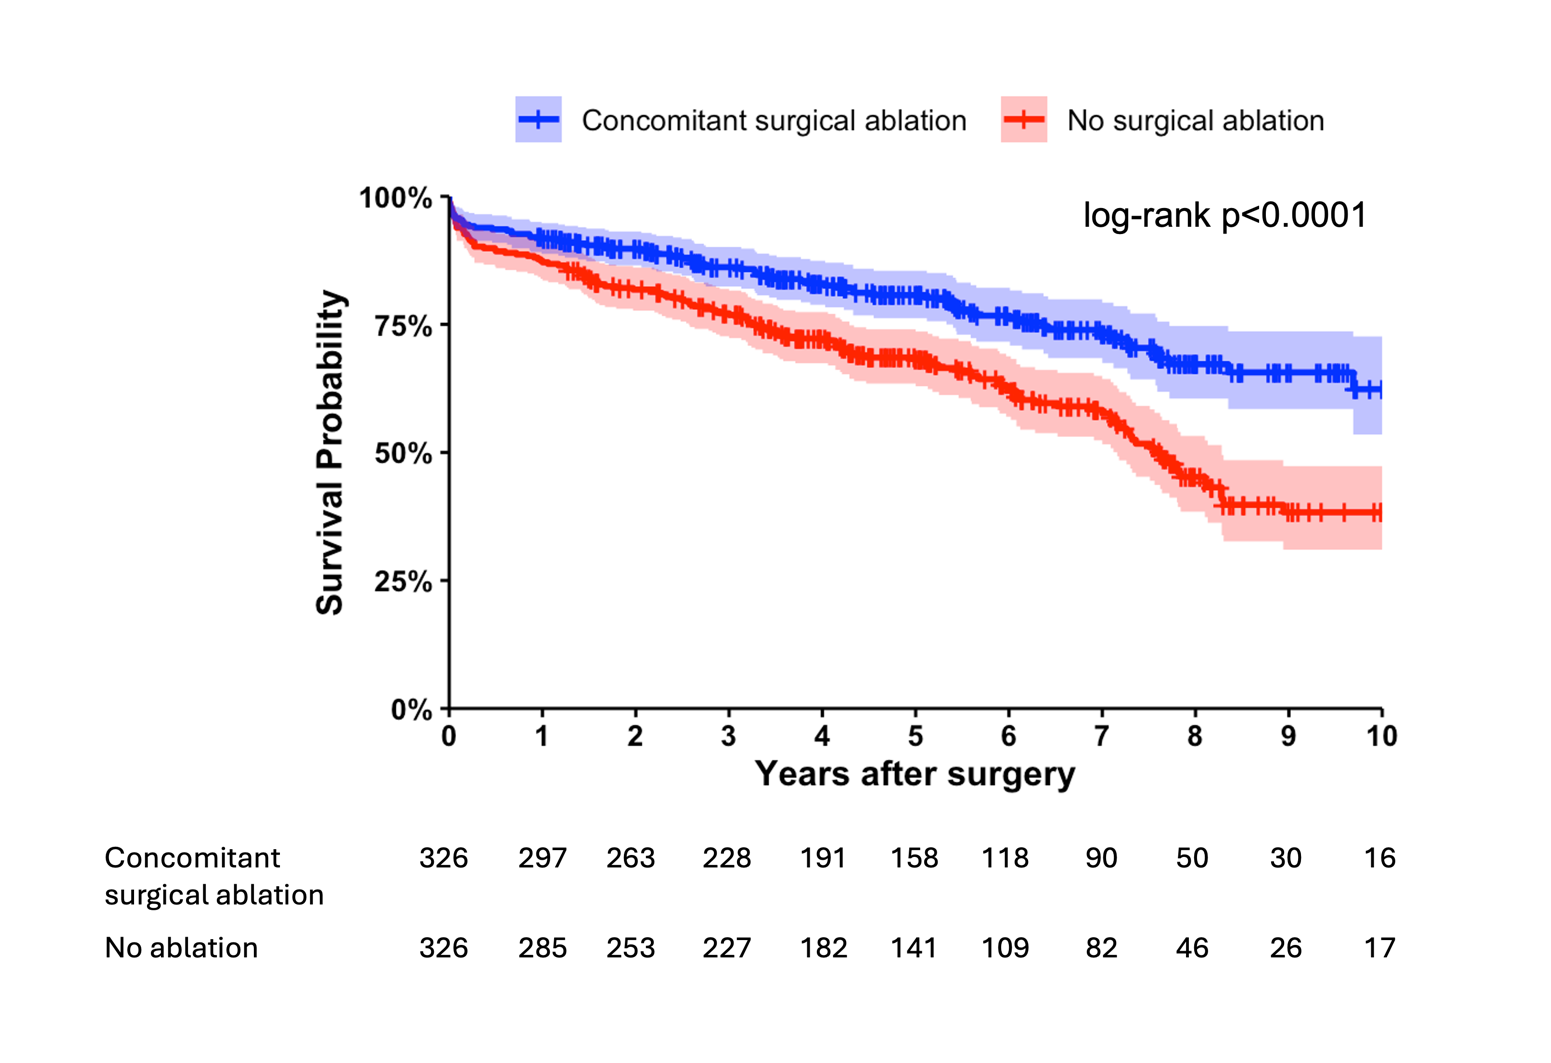 Concomitant surgical ablation No surgical ablation
log-rank p<0.0001
Survival Probability
100%
75%
50%
25%
0%
0 1 2 3 4 5 6 7 8 9 10
Years after surgery
Concomitant 326 297 263 228 191 158 118 90 50 30 16
surgical ablation
No ablation 326 285 253 227 182 141 109 82 46 26 17